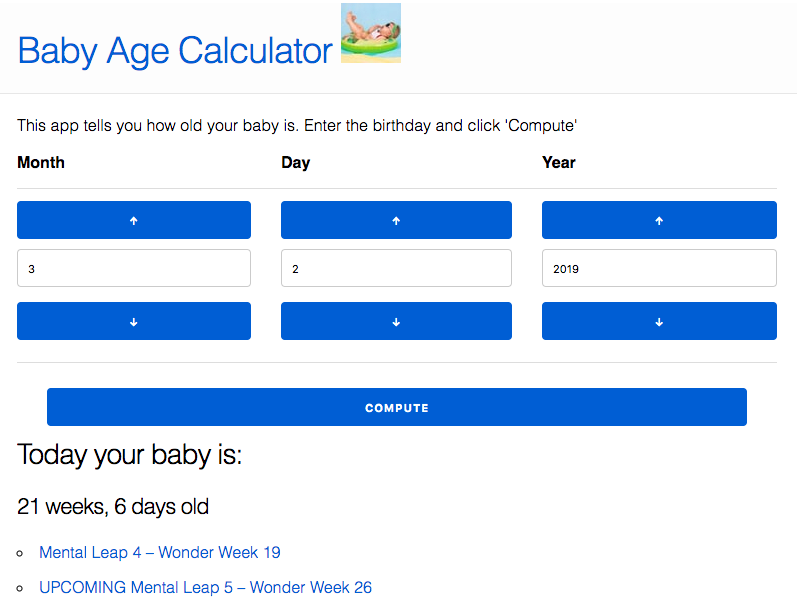 Baby Age Calculator
This app tells you how old your baby is. Enter the birthday and click 'Compute'
Month Day Year
↑ ↑ ↑
3 2 2019
↓ ↓ ↓
COMPUTE
Today your baby is:
21 weeks, 6 days old
Mental Leap 4 – Wonder Week 19
UPCOMING Mental Leap 5 – Wonder Week 26